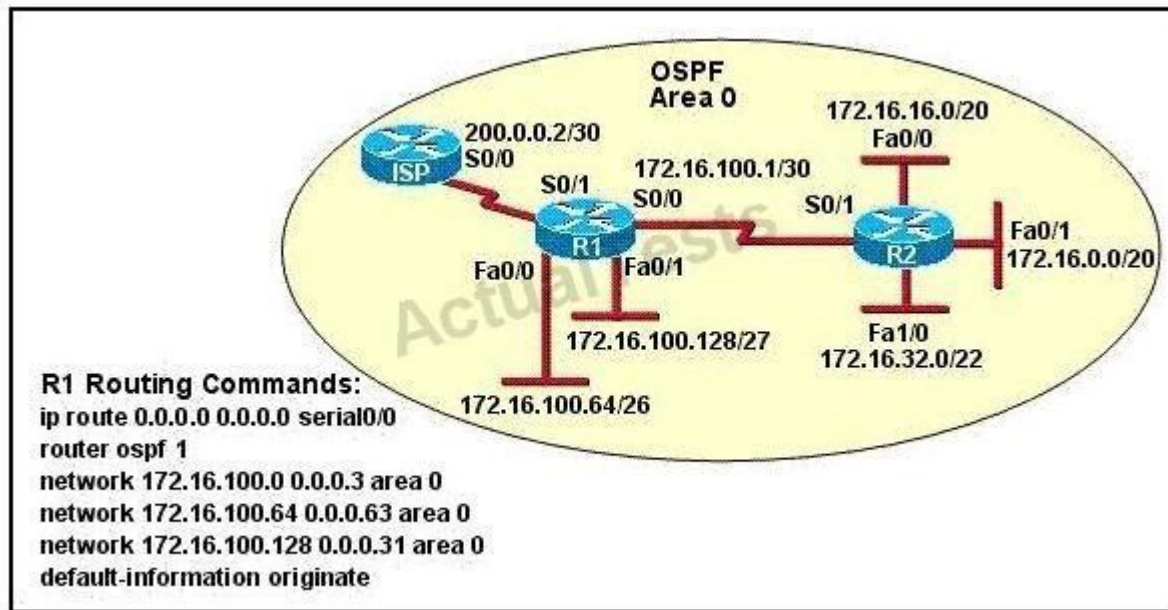 OSPF
Area 0
172.16.16.0/20
Fa0/0
200.0.0.2/30
S0/0
ISP
172.16.100.1/30
S0/1
S0/0
S0/1
R1
R2
Fa0/1
172.16.0.0/20
Fa0/0
Fa0/1
Actual Tests
172.16.100.128/27
Fa1/0
172.16.32.0/22
172.16.100.64/26
R1 Routing Commands:
ip route 0.0.0.0 0.0.0.0 serial0/0
router ospf 1
network 172.16.100.0 0.0.0.3 area 0
network 172.16.100.64 0.0.0.63 area 0
network 172.16.100.128 0.0.0.31 area 0
default-information originate